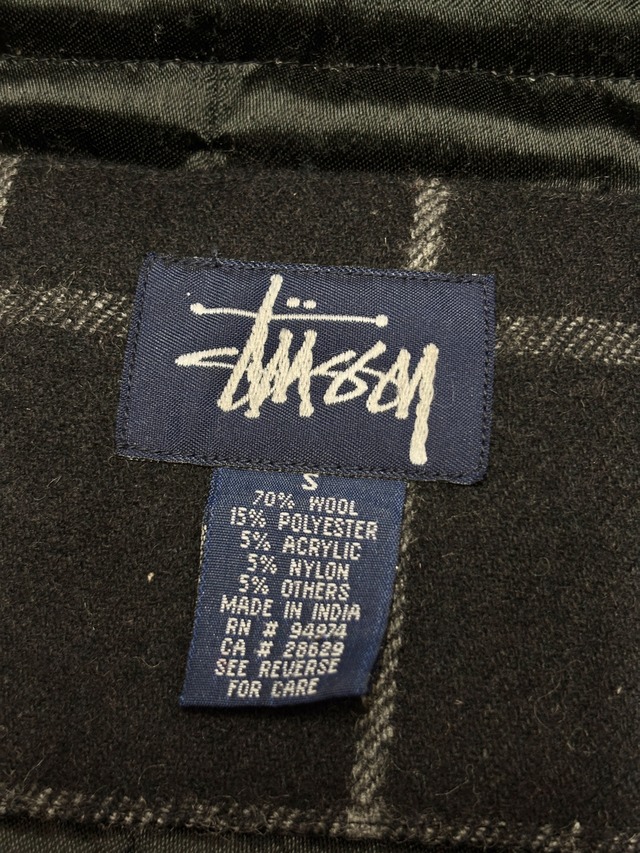 Stüssy
S
70% WOOL
15% POLYESTER
5% ACRYLIC
5% NYLON
5% OTHERS
MADE IN INDIA
RN # 94974
CA # 28629
SEE REVERSE
FOR CARE